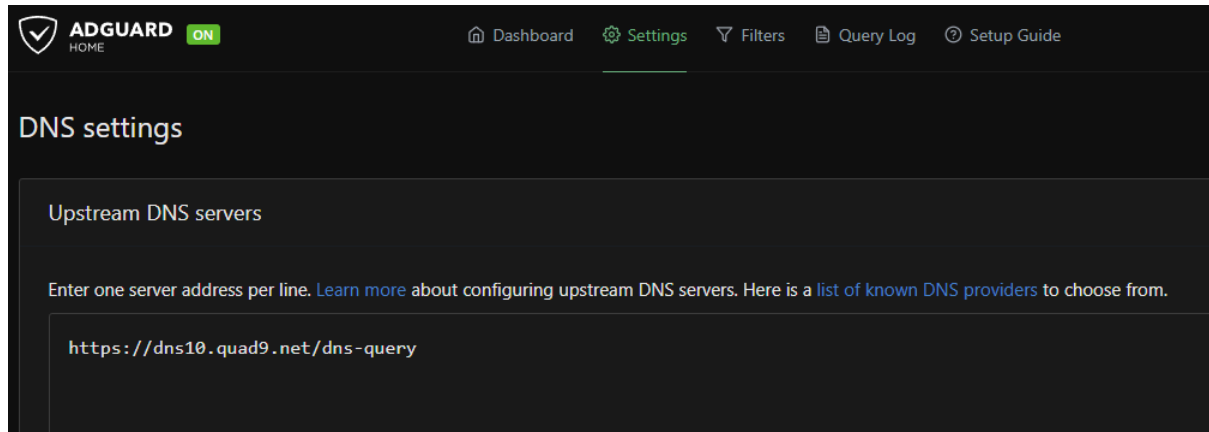 ADGUARD ON
HOME
Dashboard Settings Filters Query Log Setup Guide
DNS settings
Upstream DNS servers
Enter one server address per line. Learn more about configuring upstream DNS servers. Here is a list of known DNS providers to choose from.
https://dns10.quad9.net/dns-query